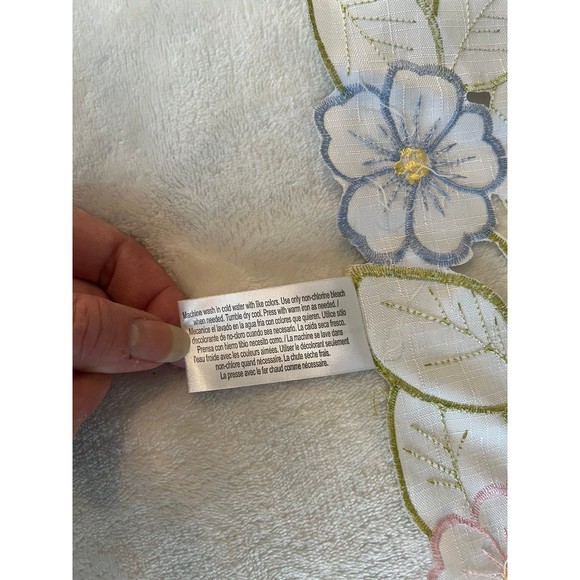 Machine wash in cold water with like colors. Use only non-chlorine bleach
when needed. Tumble dry cool. Press with warm iron as needed. /
Mecanice el lavado en la agua fria con colores que quieren. Utilice sólo
discolorante de no-cloro cuando sea necesario. La caida seca fresco.
Prensa con hierro tibio necesito como. / La machine se lave dans
l'eau froide avec les couleurs aimées. Utiliser le décolorant seulement
non-chlore quand nécessaire. La chute sèche frais.
La presse avec le fer chaud comme nécessaire.